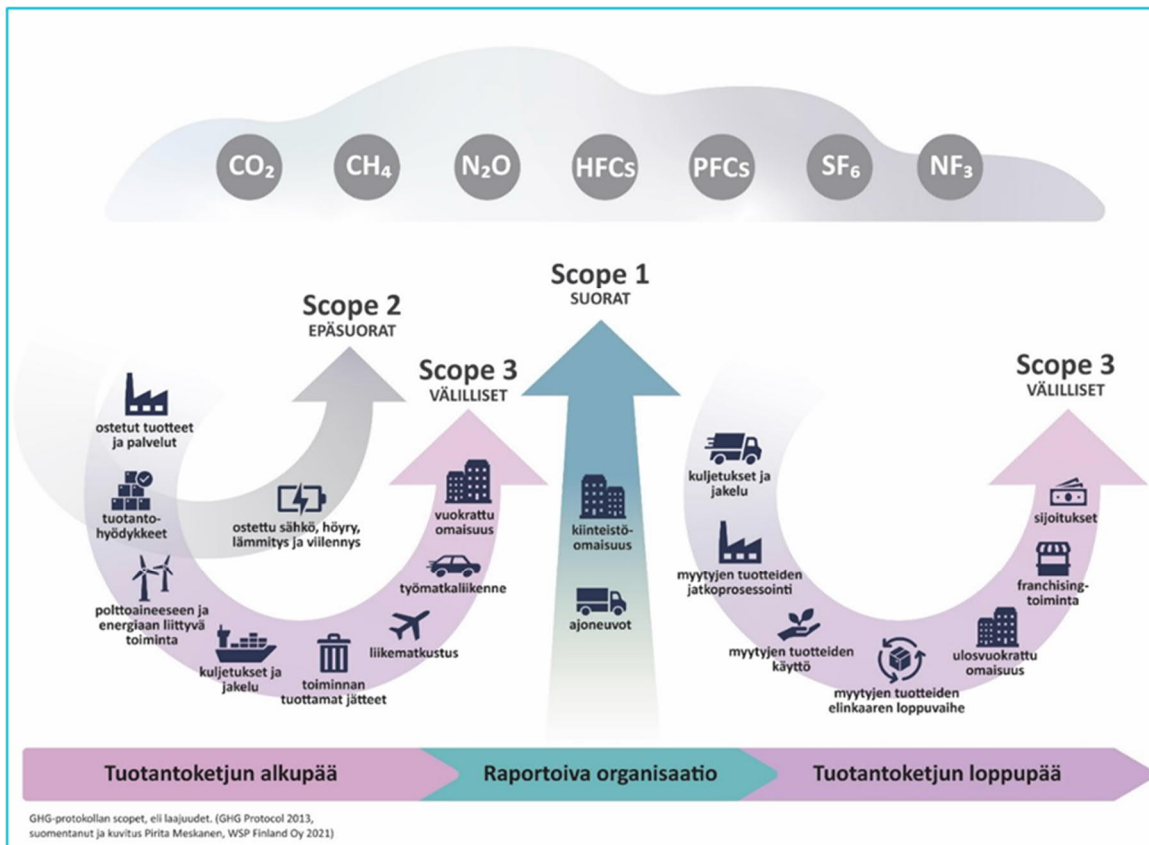 CO₂
CH₄
N₂O
HFCs
PFCs
SF₆
NF₃
Scope 1
SUORAT
Scope 2
EPÄSUORAT
Scope 3
VÄLILLISET
Scope 3
VÄLILLISET
ostetut tuotteet
ja palvelut
tuotanto-
hyödykkeet
polttoaineeseen ja
energiaan liittyvä
toiminta
kuljetukset ja
jakelu
toiminnan
tuottamat jätteet
liikematkustus
työmatkaliikenne
vuokrattu
omaisuus
ostettu sähkö, höyry,
lämmitys ja viilennys
kiinteistö-
omaisuus
ajoneuvot
kuljetukset ja
jakelu
myytyjen tuotteiden
jatkoprosessointi
myytyjen tuotteiden
käyttö
myytyjen tuotteiden
elinkaaren loppuvaihe
ulosvuokrattu
omaisuus
franchising-
toiminta
sijoitukset
Tuotantoketjun alkupää
Raportoiva organisaatio
Tuotantoketjun loppupää
GHG-protokollan scopet, eli laajuudet. (GHG Protocol 2013,
suomentanut ja kuvitus Pirita Meskanen, WSP Finland Oy 2021)